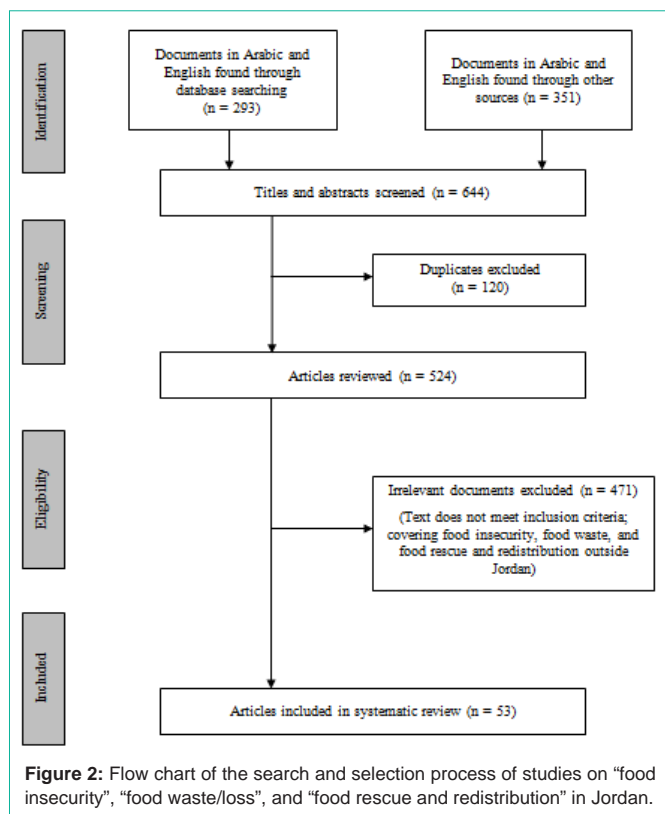 Identification
Documents in Arabic and
English found through
database searching
(n = 293)
Documents in Arabic and
English found through other
sources (n = 351)
Titles and abstracts screened (n = 644)
Screening
Duplicates excluded
(n = 120)
Articles reviewed (n = 524)
Eligibility
Irrelevant documents excluded (n = 471)
(Text does not meet inclusion criteria;
covering food insecurity, food waste, and
food rescue and redistribution outside
Jordan)
Included
Articles included in systematic review (n = 53)
Figure 2: Flow chart of the search and selection process of studies on “food
insecurity”, “food waste/loss”, and “food rescue and redistribution” in Jordan.